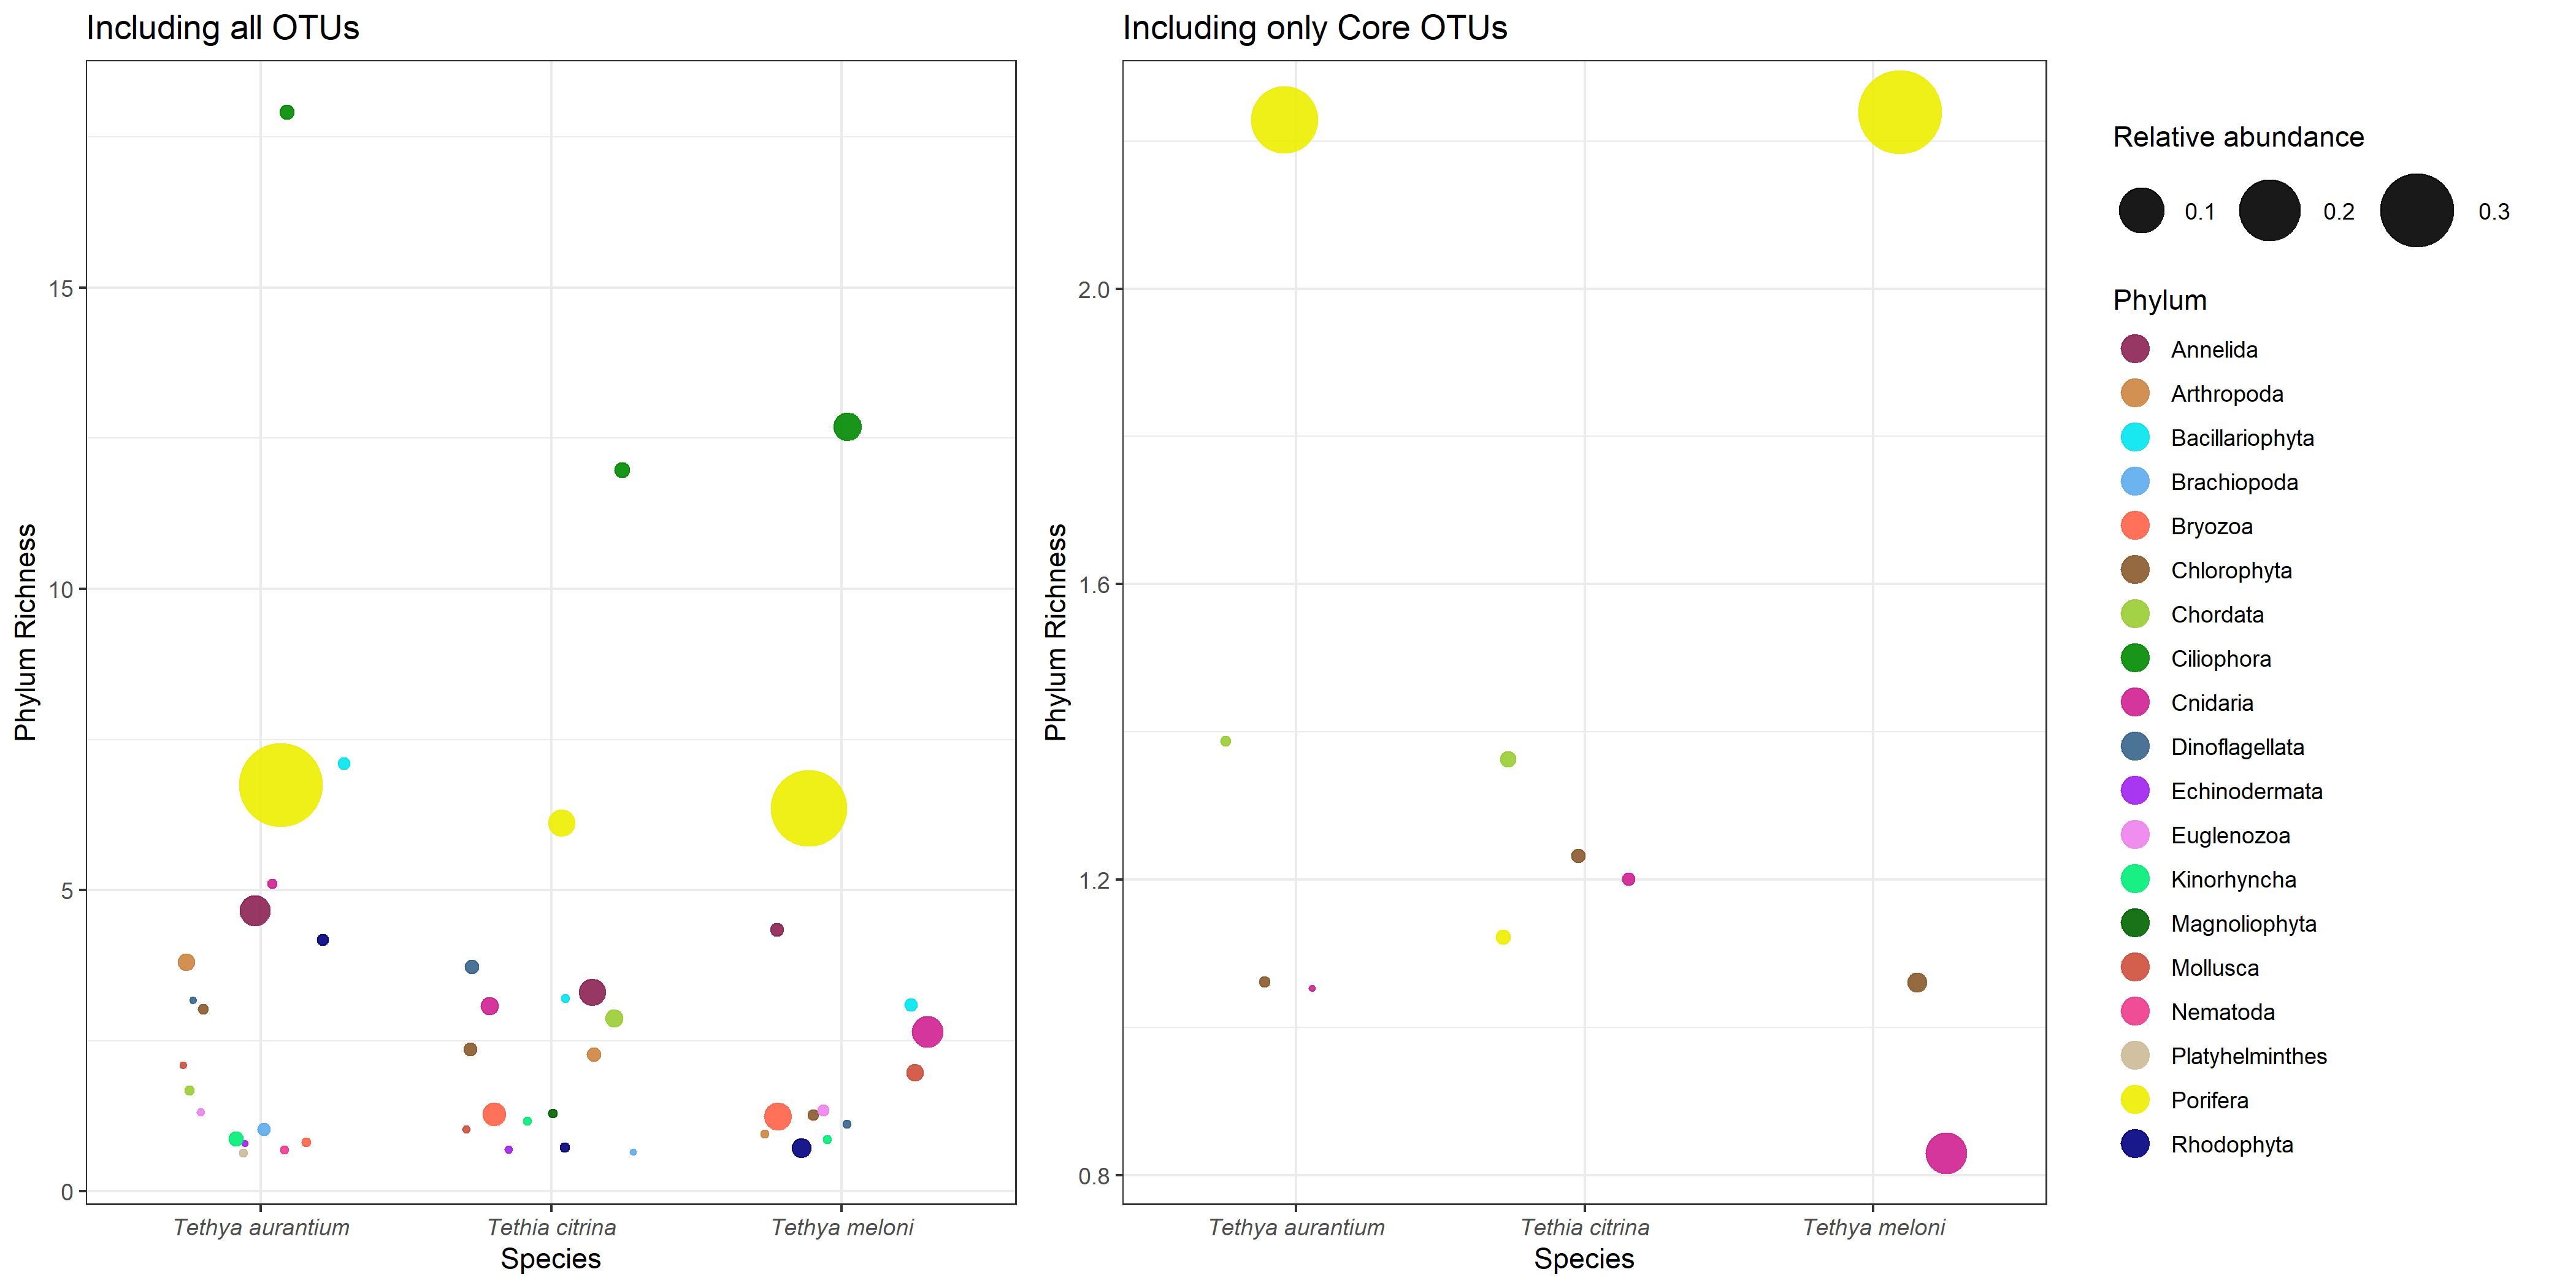 Including all OTUs
Including only Core OTUs
Phylum Richness
15
10
5
0
Tethya aurantium
Tethia citrina
Tethya meloni
Species
Phylum Richness
2.0
1.6
1.2
0.8
Tethya aurantium
Tethia citrina
Tethya meloni
Species
Relative abundance
0.1
0.2
0.3
Phylum
Annelida
Arthropoda
Bacillariophyta
Brachiopoda
Bryozoa
Chlorophyta
Chordata
Ciliophora
Cnidaria
Dinoflagellata
Echinodermata
Euglenozoa
Kinorhyncha
Magnoliophyta
Mollusca
Nematoda
Platyhelminthes
Porifera
Rhodophyta